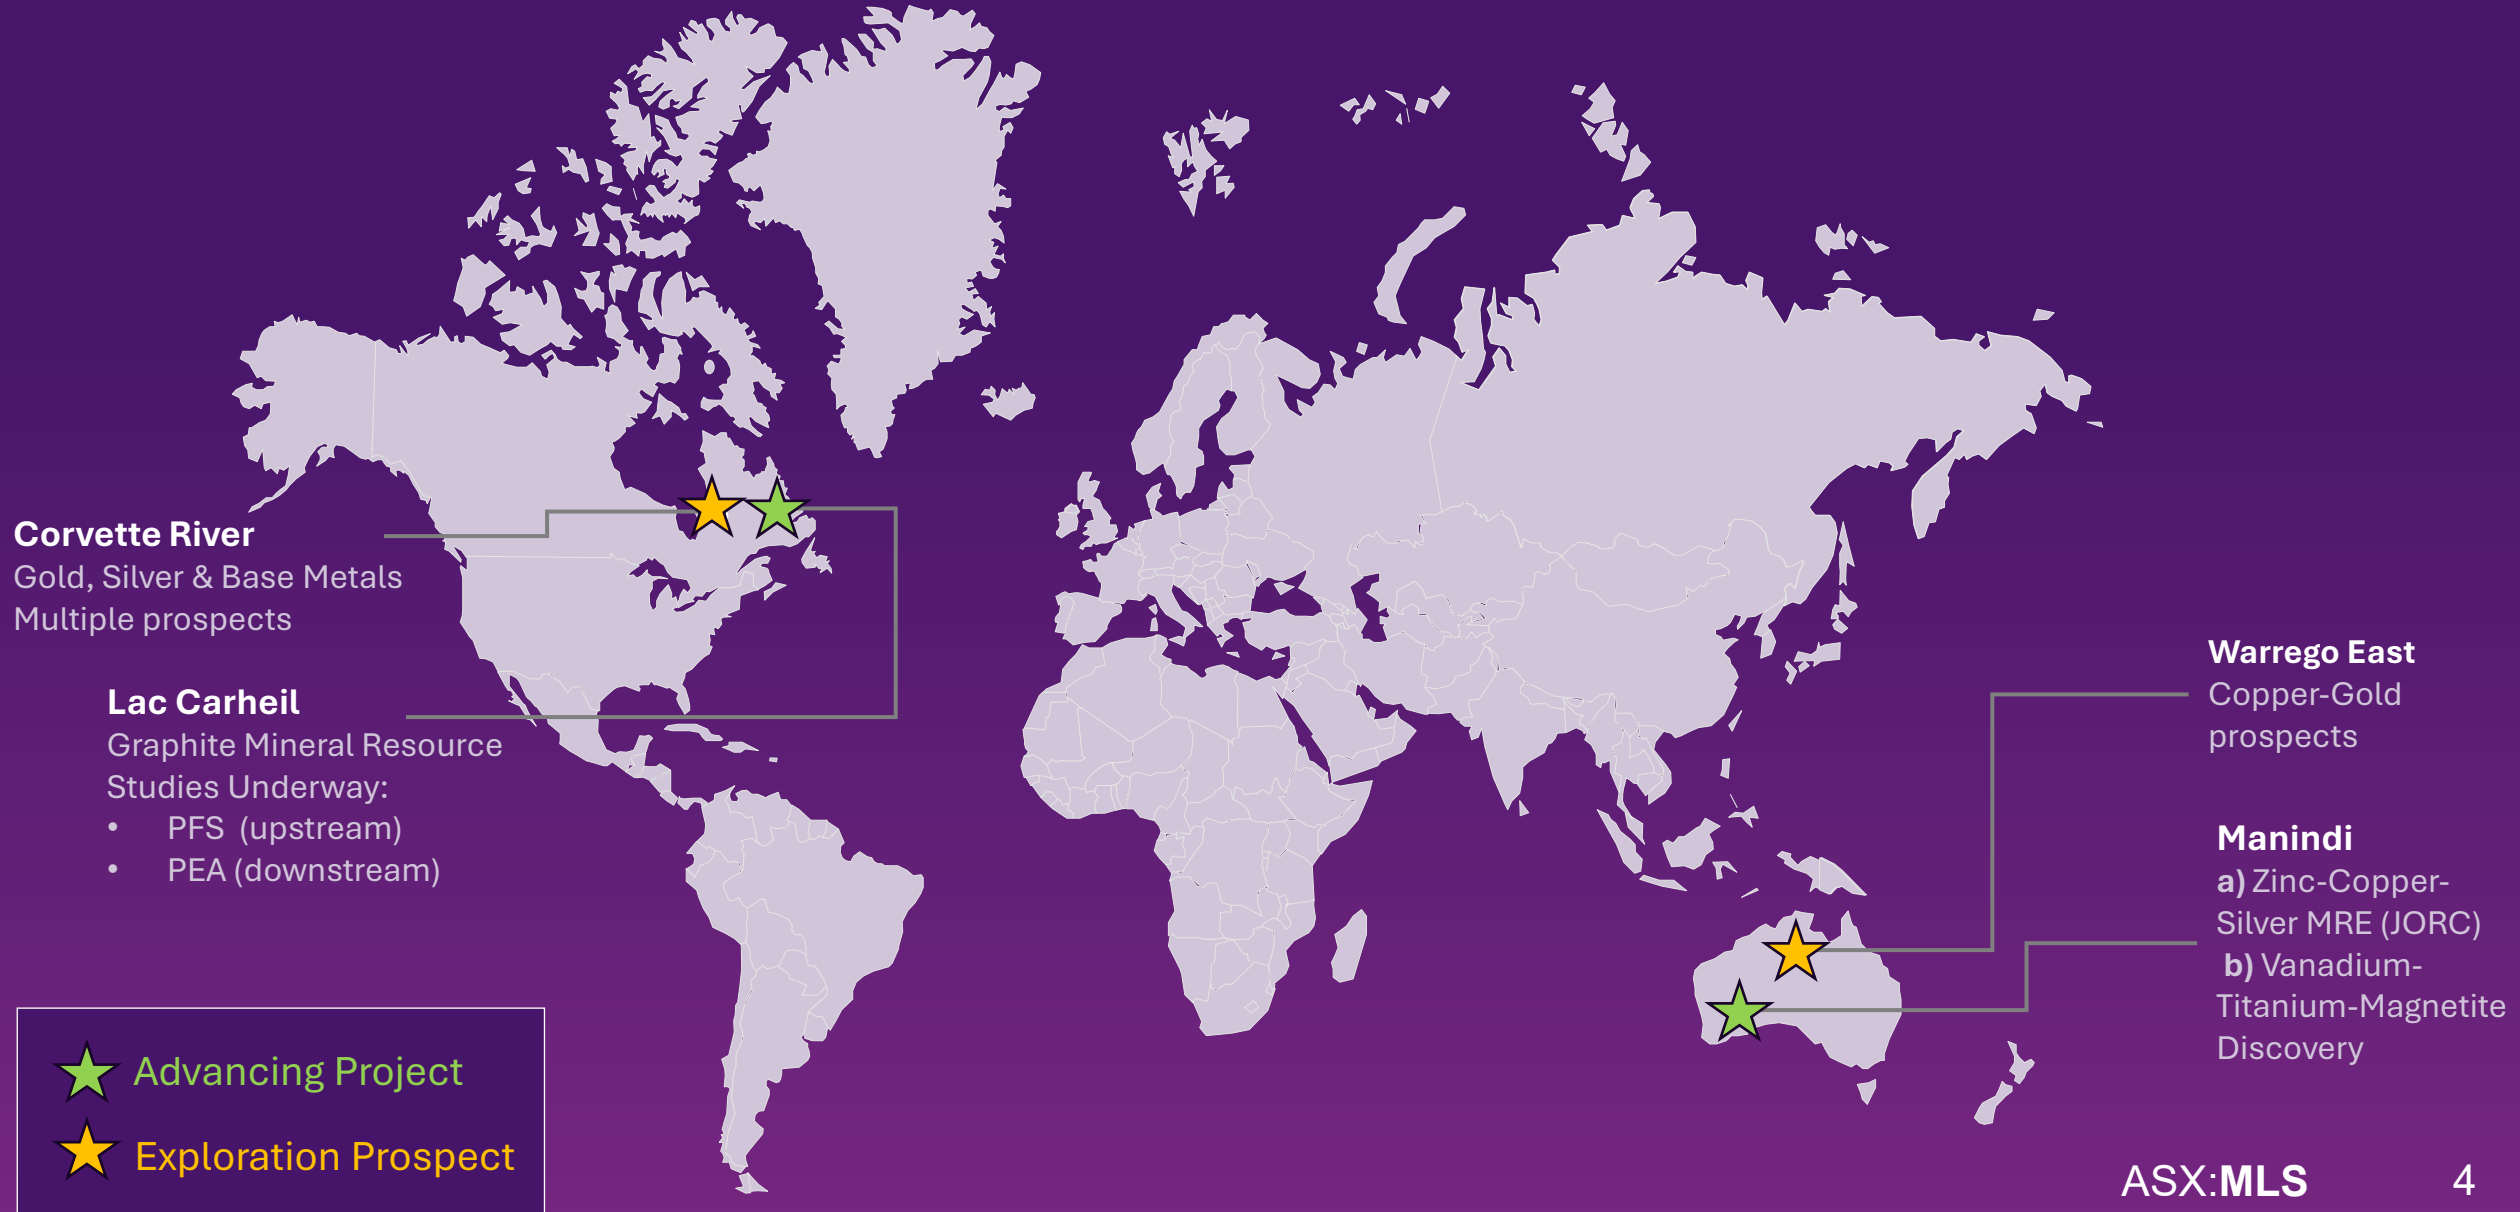 Corvette River
Gold, Silver & Base Metals
Multiple prospects
Lac Carheil
Graphite Mineral Resource
Studies Underway:
• PFS (upstream)
• PEA (downstream)
Warrego East
Copper-Gold
prospects
Manindi
a) Zinc-Copper-
Silver MRE (JORC)
b) Vanadium-
Titanium-Magnetite
Discovery
Advancing Project
Exploration Prospect
ASX:MLS 4